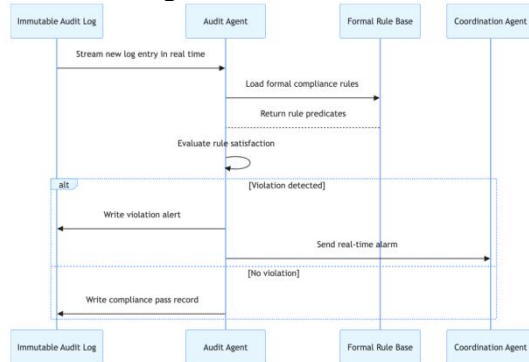 Immutable Audit Log
Audit Agent
Formal Rule Base
Coordination Agent
Stream new log entry in real time
Load formal compliance rules
Return rule predicates
Evaluate rule satisfaction
alt
[Violation detected]
Write violation alert
Send real-time alarm
[No violation]
Write compliance pass record
Immutable Audit Log
Audit Agent
Formal Rule Base
Coordination Agent